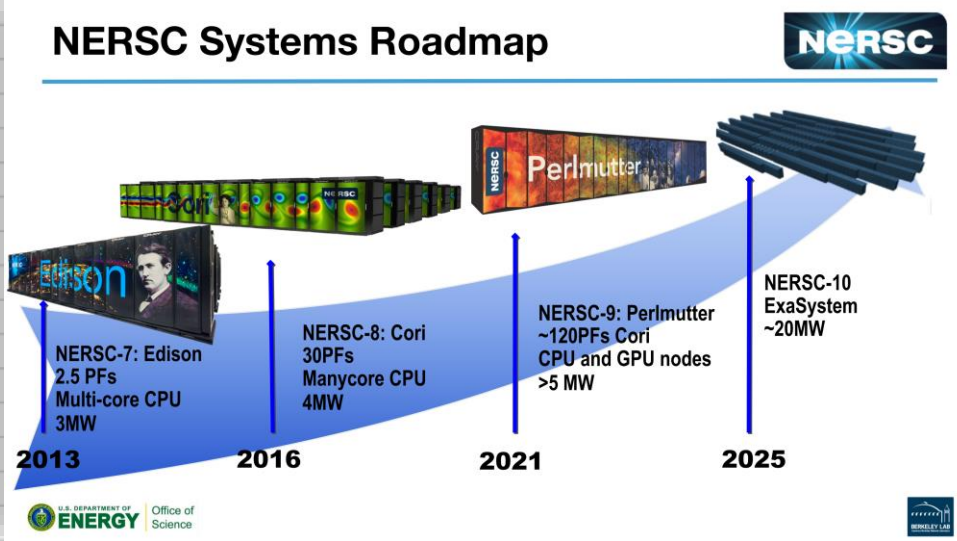 NERSC Systems Roadmap
NERSC
Edison
NERSC-7: Edison
2.5 PFs
Multi-core CPU
3MW
2013
cori
NERSC
NERSC-8: Cori
30PFs
Manycore CPU
4MW
2016
NERSC
Perlmutter
NERSC-9: Perlmutter
~120PFs Cori
CPU and GPU nodes
>5 MW
2021
NERSC-10
ExaSystem
~20MW
2025
U.S. DEPARTMENT OF
ENERGY
Office of
Science
BERKELEY LAB